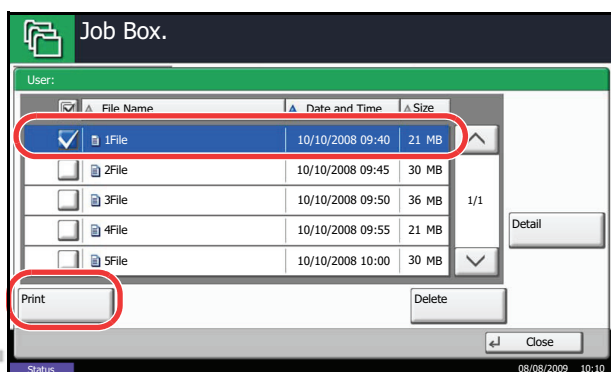 Job Box.
User:
File Name Date and Time Size
1File 10/10/2008 09:40 21 MB
2File 10/10/2008 09:45 30 MB
3File 10/10/2008 09:50 36 MB
1/1
4File 10/10/2008 09:55 21 MB
Detail
5File 10/10/2008 10:00 30 MB
Print Delete
Close
Status 08/08/2009 10:10